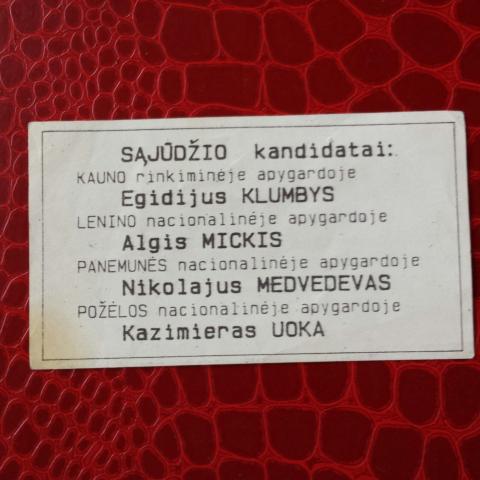 SĄJŪDŽIO kandidatai:
KAUNO rinkiminėje apygardoje
Egidijus KLUMBYS
LENINO nacionalinėje apygardoje
Algis MICKIS
PANEMUNĖS nacionalinėje apygardoje
Nikolajus MEDVEDEVAS
POŽĖLOS nacionalinėje apygardoje
Kazimieras UOKA